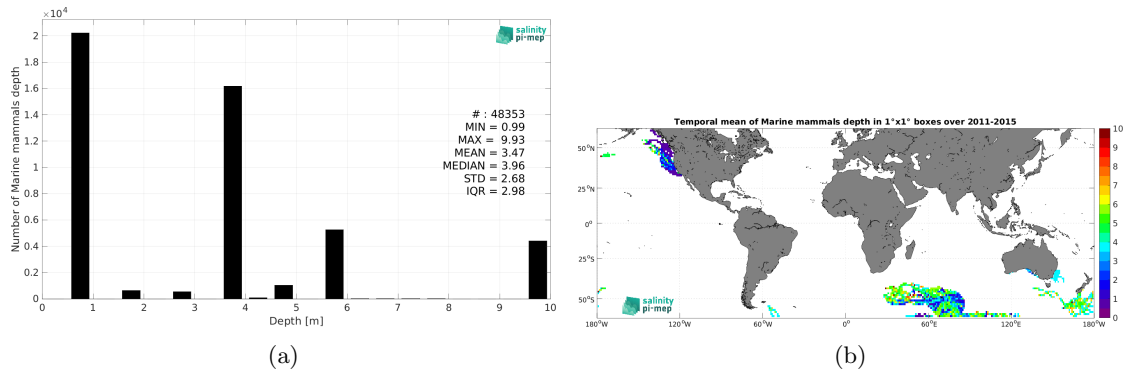 ×10⁴
2
1.8
1.6
1.4
1.2
1
0.8
0.6
0.4
0.2
0
Number of Marine mammals depth
salinity
pi-mep
# : 48353
MIN = 0.99
MAX = 9.93
MEAN = 3.47
MEDIAN = 3.96
STD = 2.68
IQR = 2.98
0 1 2 3 4 5 6 7 8 9 10
Depth [m]
(a)
Temporal mean of Marine mammals depth in 1°x1° boxes over 2011-2015
50°N
25°N
0°
25°S
50°S
salinity
pi-mep
180°W 120°W 60°W 0° 60°E 120°E 180°W
10
9
8
7
6
5
4
3
2
1
0
(b)